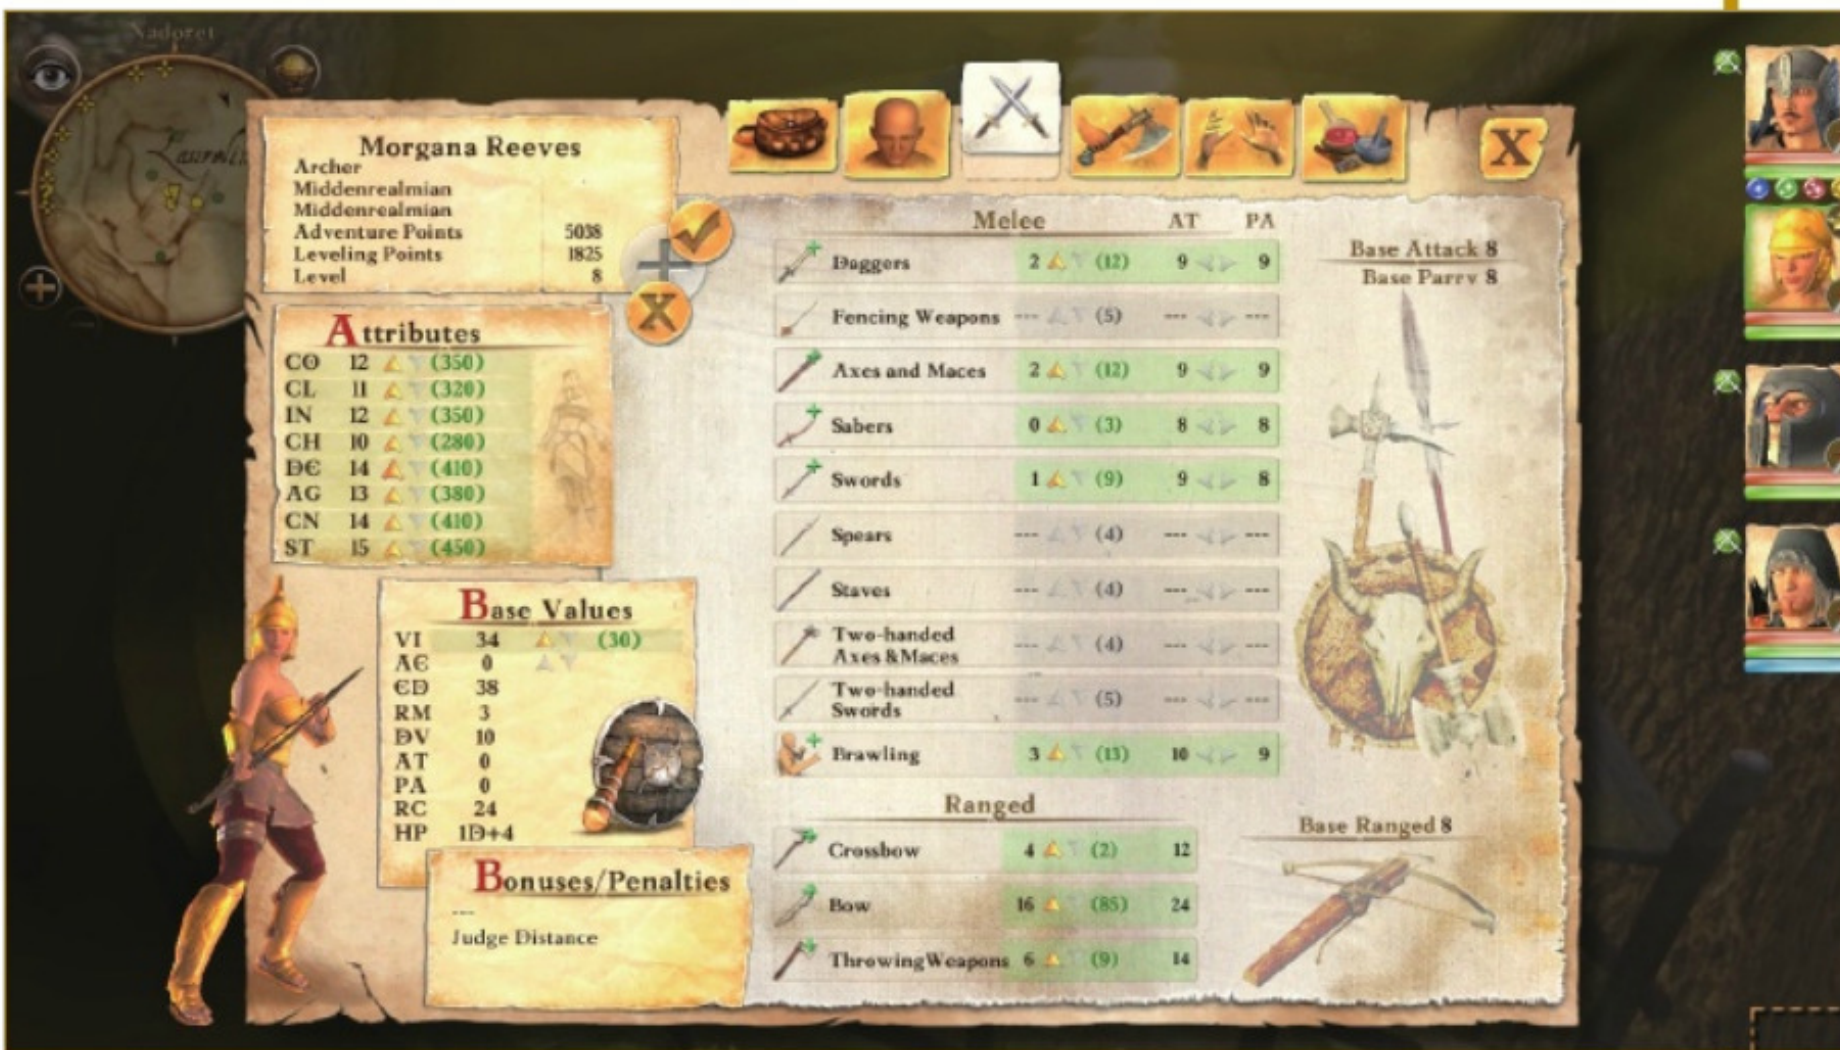 Nadoret
Morgana Reeves
Archer
Middenrealmian
Middenrealmian
Adventure Points 5038
Leveling Points 1825
Level 8
Attributes
CO 12 (350)
CL 11 (320)
IN 12 (350)
CH 10 (280)
DE 14 (410)
AG 13 (380)
CN 14 (410)
ST 15 (450)
Base Values
VI 34 (30)
AE 0
ED 38
RM 3
DV 10
AT 0
PA 0
RC 24
HP 1D+4
Bonuses/Penalties
---
Judge Distance
X
Melee AT PA
Daggers 2 (12) 9 9
Fencing Weapons --- (5) --- ---
Axes and Maces 2 (12) 9 9
Sabers 0 (3) 8 8
Swords 1 (9) 9 8
Spears --- (4) --- ---
Staves --- (4) --- ---
Two-handed
Axes &Maces --- (4) --- ---
Two-handed
Swords --- (5) --- ---
Brawling 3 (13) 10 9
Base Attack 8
Base Parry 8
Ranged
Crossbow 4 (2) 12
Bow 16 (85) 24
Throwing Weapons 6 (9) 14
Base Ranged 8